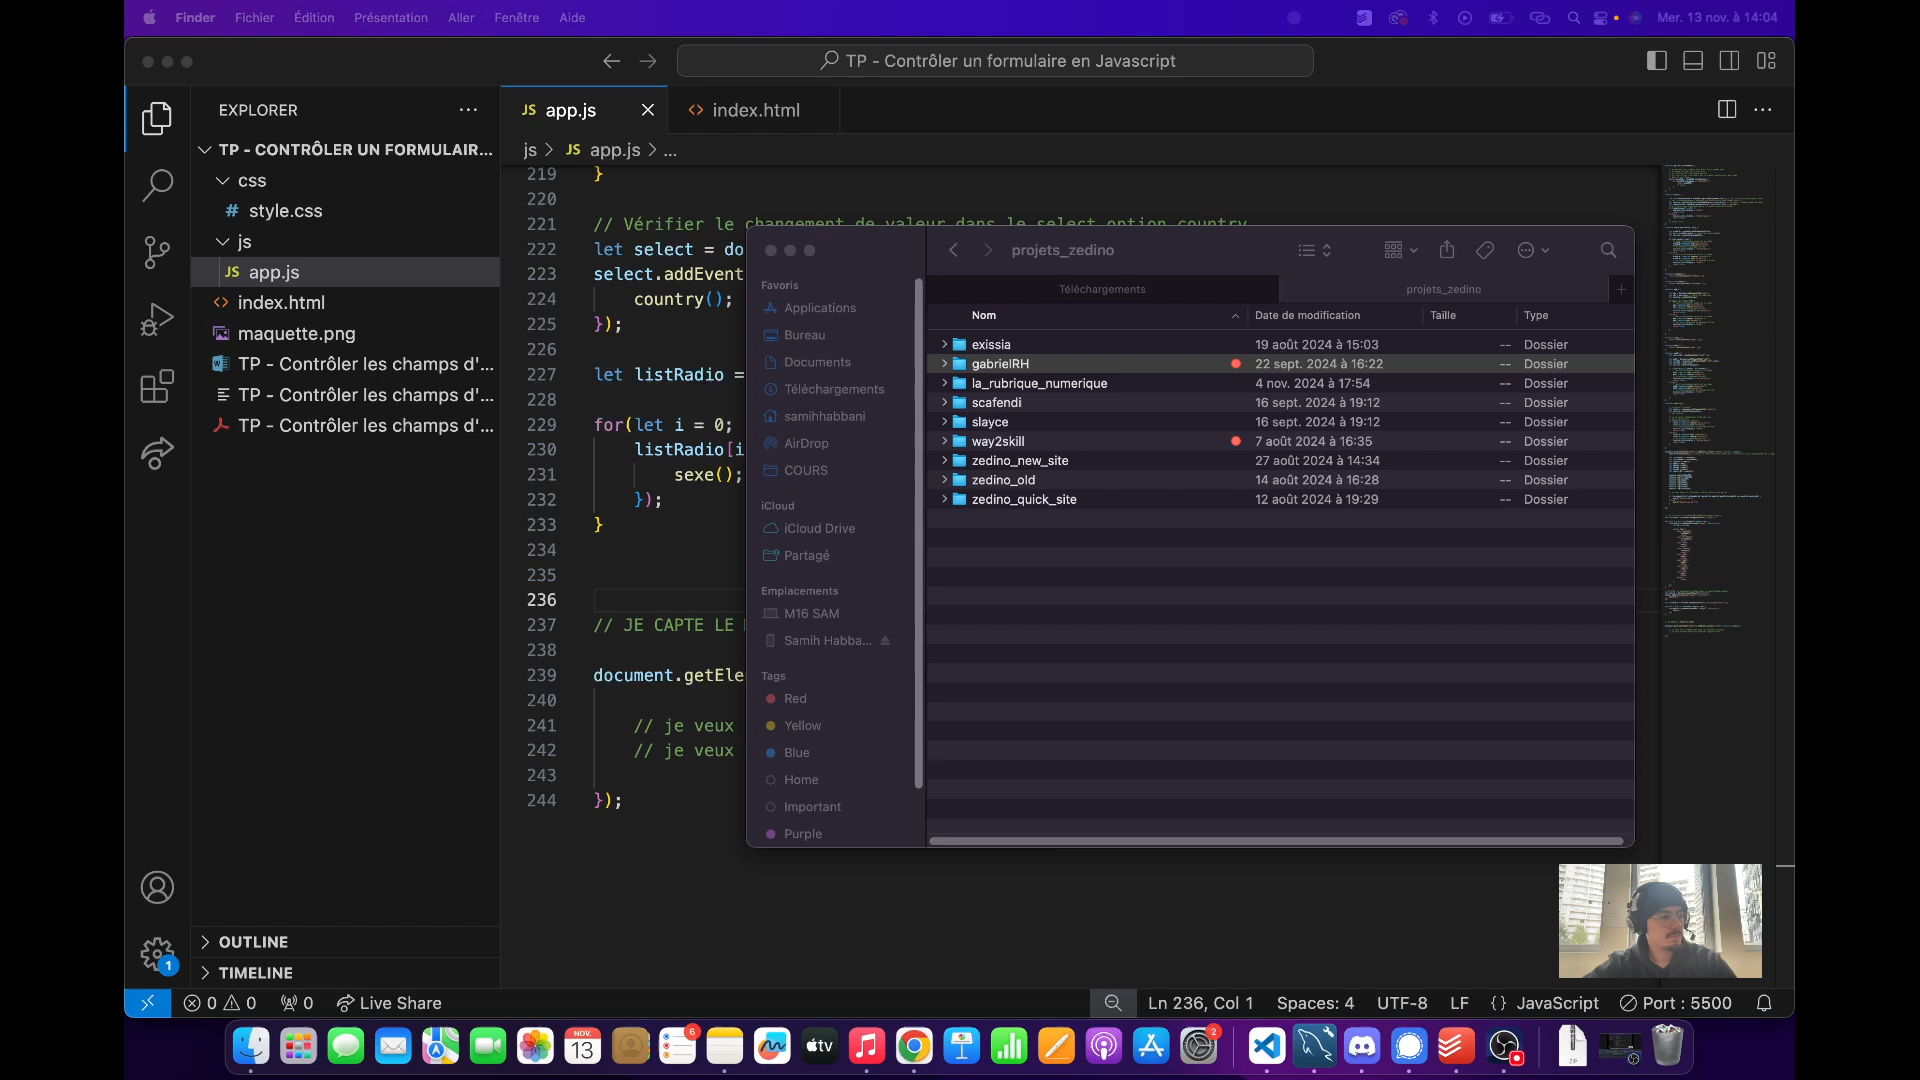 Finder Fichier Édition Présentation Aller Fenêtre Aide
Mer. 13 nov. à 14:04
TP - Contrôler un formulaire en Javascript
EXPLORER
TP - CONTRÔLER UN FORMULAIR...
css
# style.css
js
JS app.js
<> index.html
maquette.png
TP - Contrôler les champs d'...
TP - Contrôler les champs d'...
TP - Contrôler les champs d'...
OUTLINE
TIMELINE
JS app.js
<> index.html
js > JS app.js > ...
219 }
220
221 // Vérifier le changement de valeur dans le select option country
222 let select = do
223 select.addEvent
224 country();
225 });
226
227 let listRadio =
228
229 for(let i = 0;
230 listRadio[i
231 sexe();
232 });
233 }
234
235
236
237 // JE CAPTE LE
238
239 document.getEle
240
241 // je veux
242 // je veux
243
244 });
projets_zedino
Favoris
Applications
Bureau
Documents
Téléchargements
samihhabbani
AirDrop
COURS
iCloud
iCloud Drive
Partagé
Emplacements
M16 SAM
Samih Habba...
Tags
Red
Yellow
Blue
Home
Important
Purple
Téléchargements
projets_zedino
Nom Date de modification Taille Type
exissia 19 août 2024 à 15:03 -- Dossier
gabrielRH 22 sept. 2024 à 16:22 -- Dossier
la_rubrique_numerique 4 nov. 2024 à 17:54 -- Dossier
scafendi 16 sept. 2024 à 19:12 -- Dossier
slayce 16 sept. 2024 à 19:12 -- Dossier
way2skill 7 août 2024 à 16:35 -- Dossier
zedino_new_site 27 août 2024 à 14:34 -- Dossier
zedino_old 14 août 2024 à 16:28 -- Dossier
zedino_quick_site 12 août 2024 à 19:29 -- Dossier
1
0 0 0 Live Share
Ln 236, Col 1 Spaces: 4 UTF-8 LF {} JavaScript Port : 5500
NOV.
13
6
tv
2
ZIP